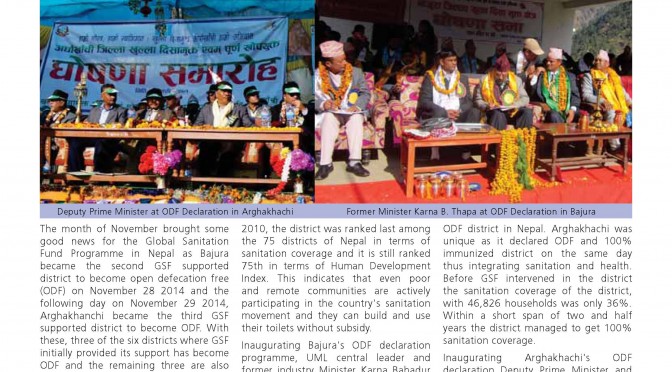 अर्घाखाँची जिल्ला खुल्ला दिसामुक्त एवम् पूर्ण खोपयुक्त
घोषणा समारोह
घोषणा सभा
Deputy Prime Minister at ODF Declaration in Arghakhachi
Former Minister Karna B. Thapa at ODF Declaration in Bajura
The month of November brought some
good news for the Global Sanitation
Fund Programme in Nepal as Bajura
became the second GSF supported
district to become open defecation free
(ODF) on November 28 2014 and the
following day on November 29 2014,
Arghakhanchi became the third GSF
supported district to become ODF. With
these, three of the six districts where GSF
initially provided its support has become
ODF and the remaining three are also
2010, the district was ranked last among
the 75 districts of Nepal in terms of
sanitation coverage and it is still ranked
75th in terms of Human Development
Index. This indicates that even poor
and remote communities are actively
participating in the country's sanitation
movement and they can build and use
their toilets without subsidy.
Inaugurating Bajura's ODF declaration
programme, UML central leader and
former industry Minister Karna Bahadur
ODF district in Nepal. Arghakhachi was
unique as it declared ODF and 100%
immunized district on the same day
thus integrating sanitation and health.
Before GSF intervened in the district
the sanitation coverage of the district,
with 46,826 households was only 36%.
Within a short span of two and half
years the district managed to get 100%
sanitation coverage.
Inaugurating Arghakhachi's ODF
declaration Deputy Prime Minister and